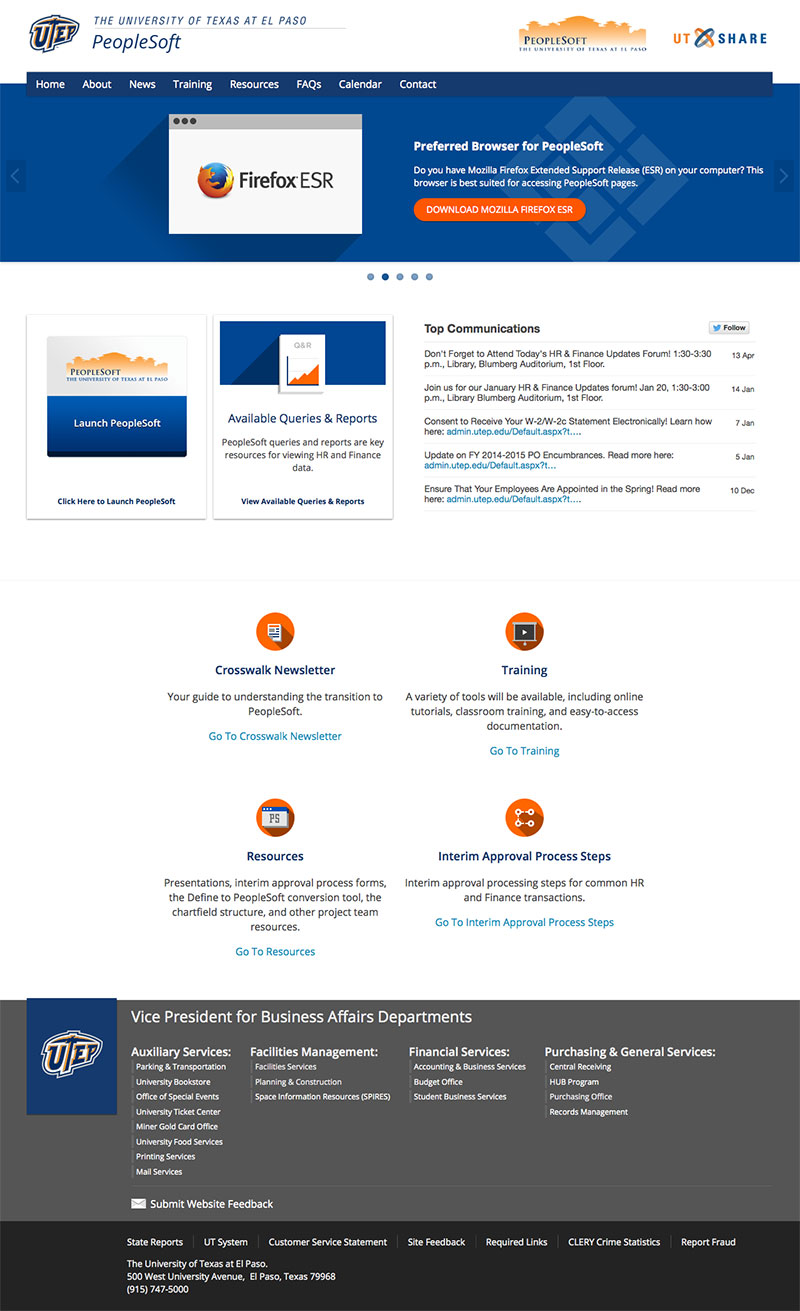 UTEP
THE UNIVERSITY OF TEXAS AT EL PASO
PeopleSoft
PEOPLESOFT
THE UNIVERSITY OF TEXAS AT EL PASO
UT SHARE
Home About News Training Resources FAQs Calendar Contact
Firefox ESR
Preferred Browser for PeopleSoft
Do you have Mozilla Firefox Extended Support Release (ESR) on your computer? This
browser is best suited for accessing PeopleSoft pages.
DOWNLOAD MOZILLA FIREFOX ESR
PEOPLESOFT
THE UNIVERSITY OF TEXAS AT EL PASO
Launch PeopleSoft
Click Here to Launch PeopleSoft
Q&R
Available Queries & Reports
PeopleSoft queries and reports are key
resources for viewing HR and Finance
data.
View Available Queries & Reports
Top Communications
Follow
Don't Forget to Attend Today's HR & Finance Updates Forum! 1:30-3:30
p.m., Library, Blumberg Auditorium, 1st Floor.
13 Apr
Join us for our January HR & Finance Updates forum! Jan 20, 1:30-3:00
p.m., Library Blumberg Auditorium, 1st Floor.
14 Jan
Consent to Receive Your W-2/W-2c Statement Electronically! Learn how
here: admin.utep.edu/Default.aspx?t....
7 Jan
Update on FY 2014-2015 PO Encumbrances. Read more here:
admin.utep.edu/Default.aspx?t...
5 Jan
Ensure That Your Employees Are Appointed in the Spring! Read more
here: admin.utep.edu/Default.aspx?t....
10 Dec
Crosswalk Newsletter
Your guide to understanding the transition to
PeopleSoft.
Go To Crosswalk Newsletter
Training
A variety of tools will be available, including online
tutorials, classroom training, and easy-to-access
documentation.
Go To Training
PS
Resources
Presentations, interim approval process forms,
the Define to PeopleSoft conversion tool, the
chartfield structure, and other project team
resources.
Go To Resources
Interim Approval Process Steps
Interim approval processing steps for common HR
and Finance transactions.
Go To Interim Approval Process Steps
UTEP
Vice President for Business Affairs Departments
Auxiliary Services:
Parking & Transportation
University Bookstore
Office of Special Events
University Ticket Center
Miner Gold Card Office
University Food Services
Printing Services
Mail Services
Facilities Management:
Facilities Services
Planning & Construction
Space Information Resources (SPIRES)
Financial Services:
Accounting & Business Services
Budget Office
Student Business Services
Purchasing & General Services:
Central Receiving
HUB Program
Purchasing Office
Records Management
Submit Website Feedback
State Reports UT System Customer Service Statement Site Feedback Required Links CLERY Crime Statistics Report Fraud
The University of Texas at El Paso.
500 West University Avenue, El Paso, Texas 79968
(915) 747-5000